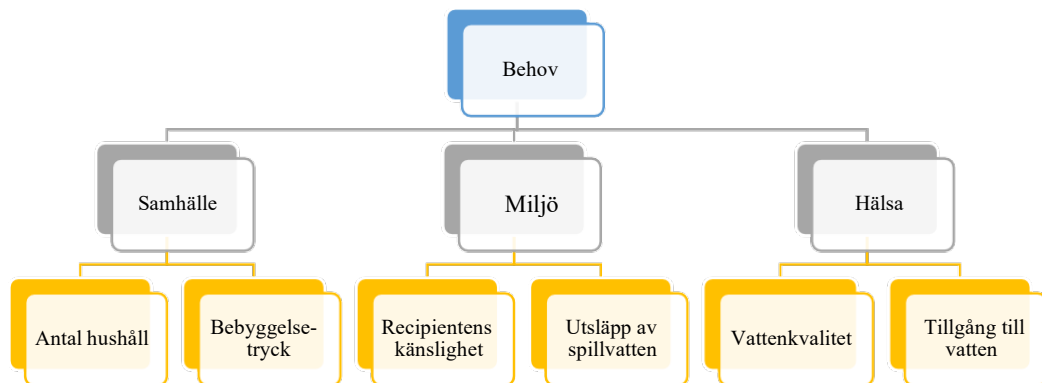 Behov
Samhälle
Miljö
Hälsa
Antal hushåll
Bebyggelse-
tryck
Recipientens
känslighet
Utsläpp av
spillvatten
Vattenkvalitet
Tillgång till
vatten